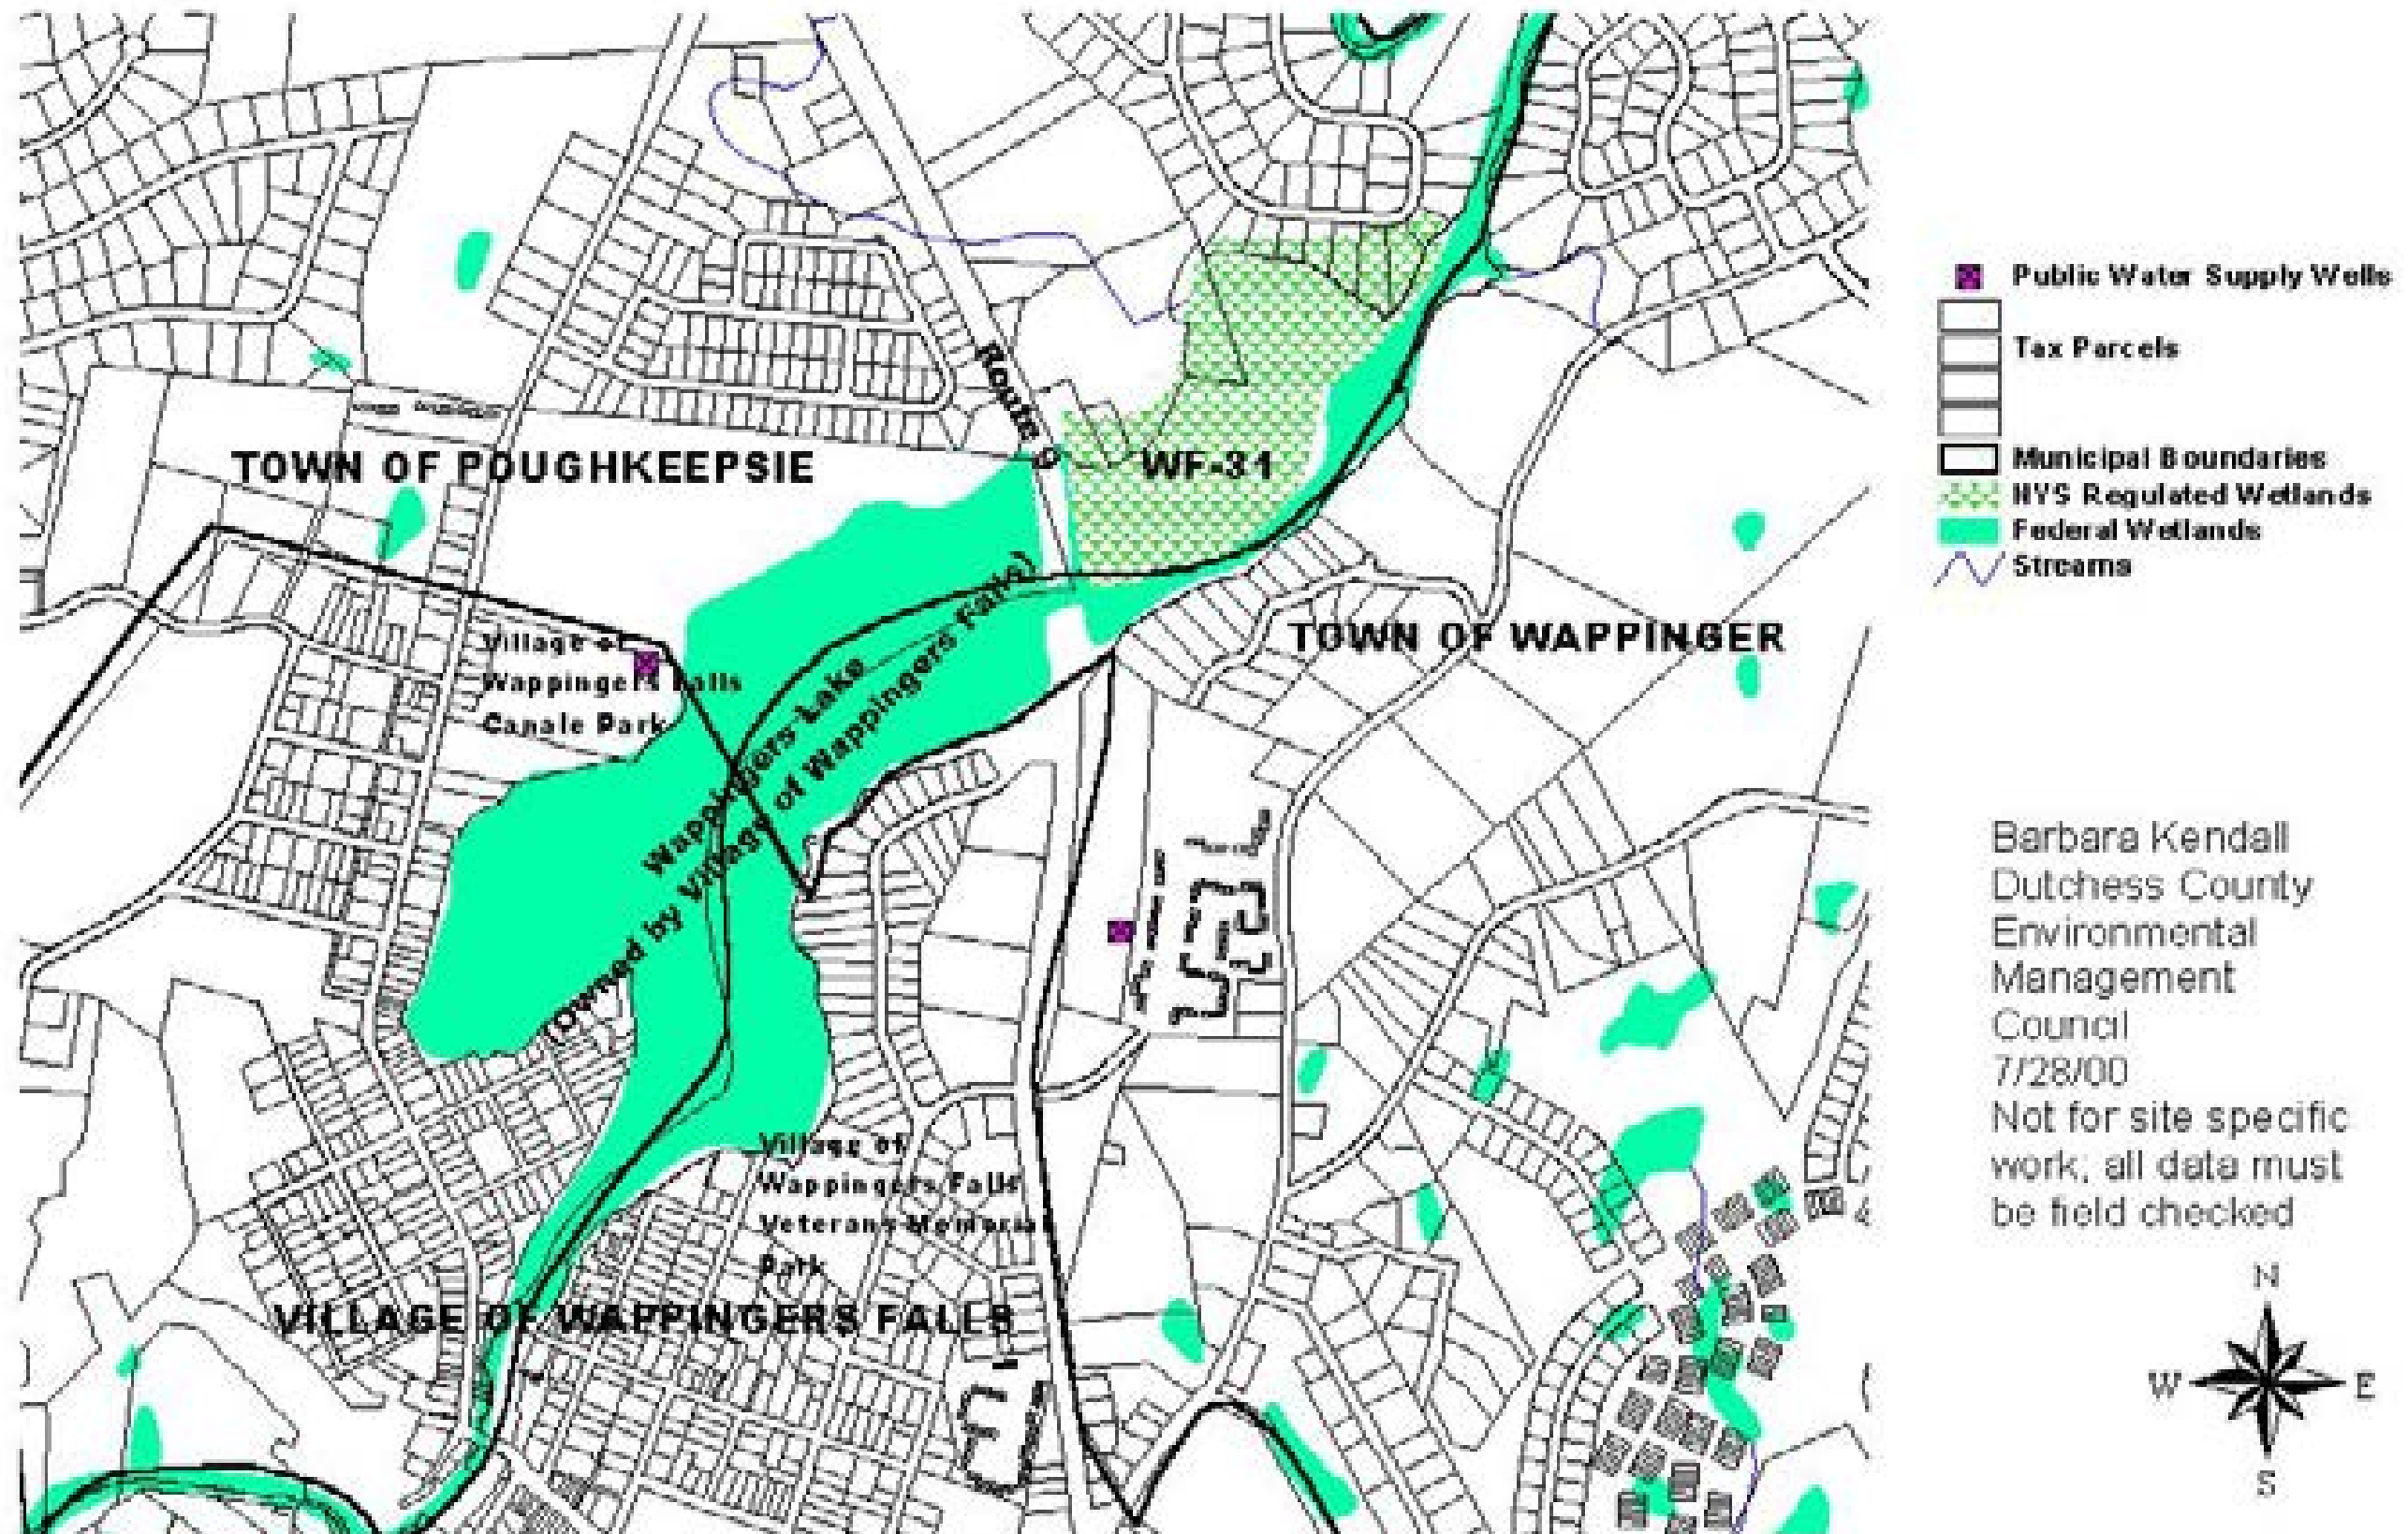 Route 9
TOWN OF POUGHKEEPSIE
WF-31
Village of
Wappingers Falls
Canale Park
Wappingers Lake
(Owned by Village of Wappingers Falls)
TOWN OF WAPPINGER
Village of
Wappingers Falls
Veterans Memorial
Park
VILLAGE OF WAPPINGERS FALLS
Public Water Supply Wells
Tax Parcels
Municipal Boundaries
NYS Regulated Wetlands
Federal Wetlands
Streams
Barbara Kendall
Dutchess County
Environmental
Management
Council
7/28/00
Not for site specific
work; all data must
be field checked
N
W E
S